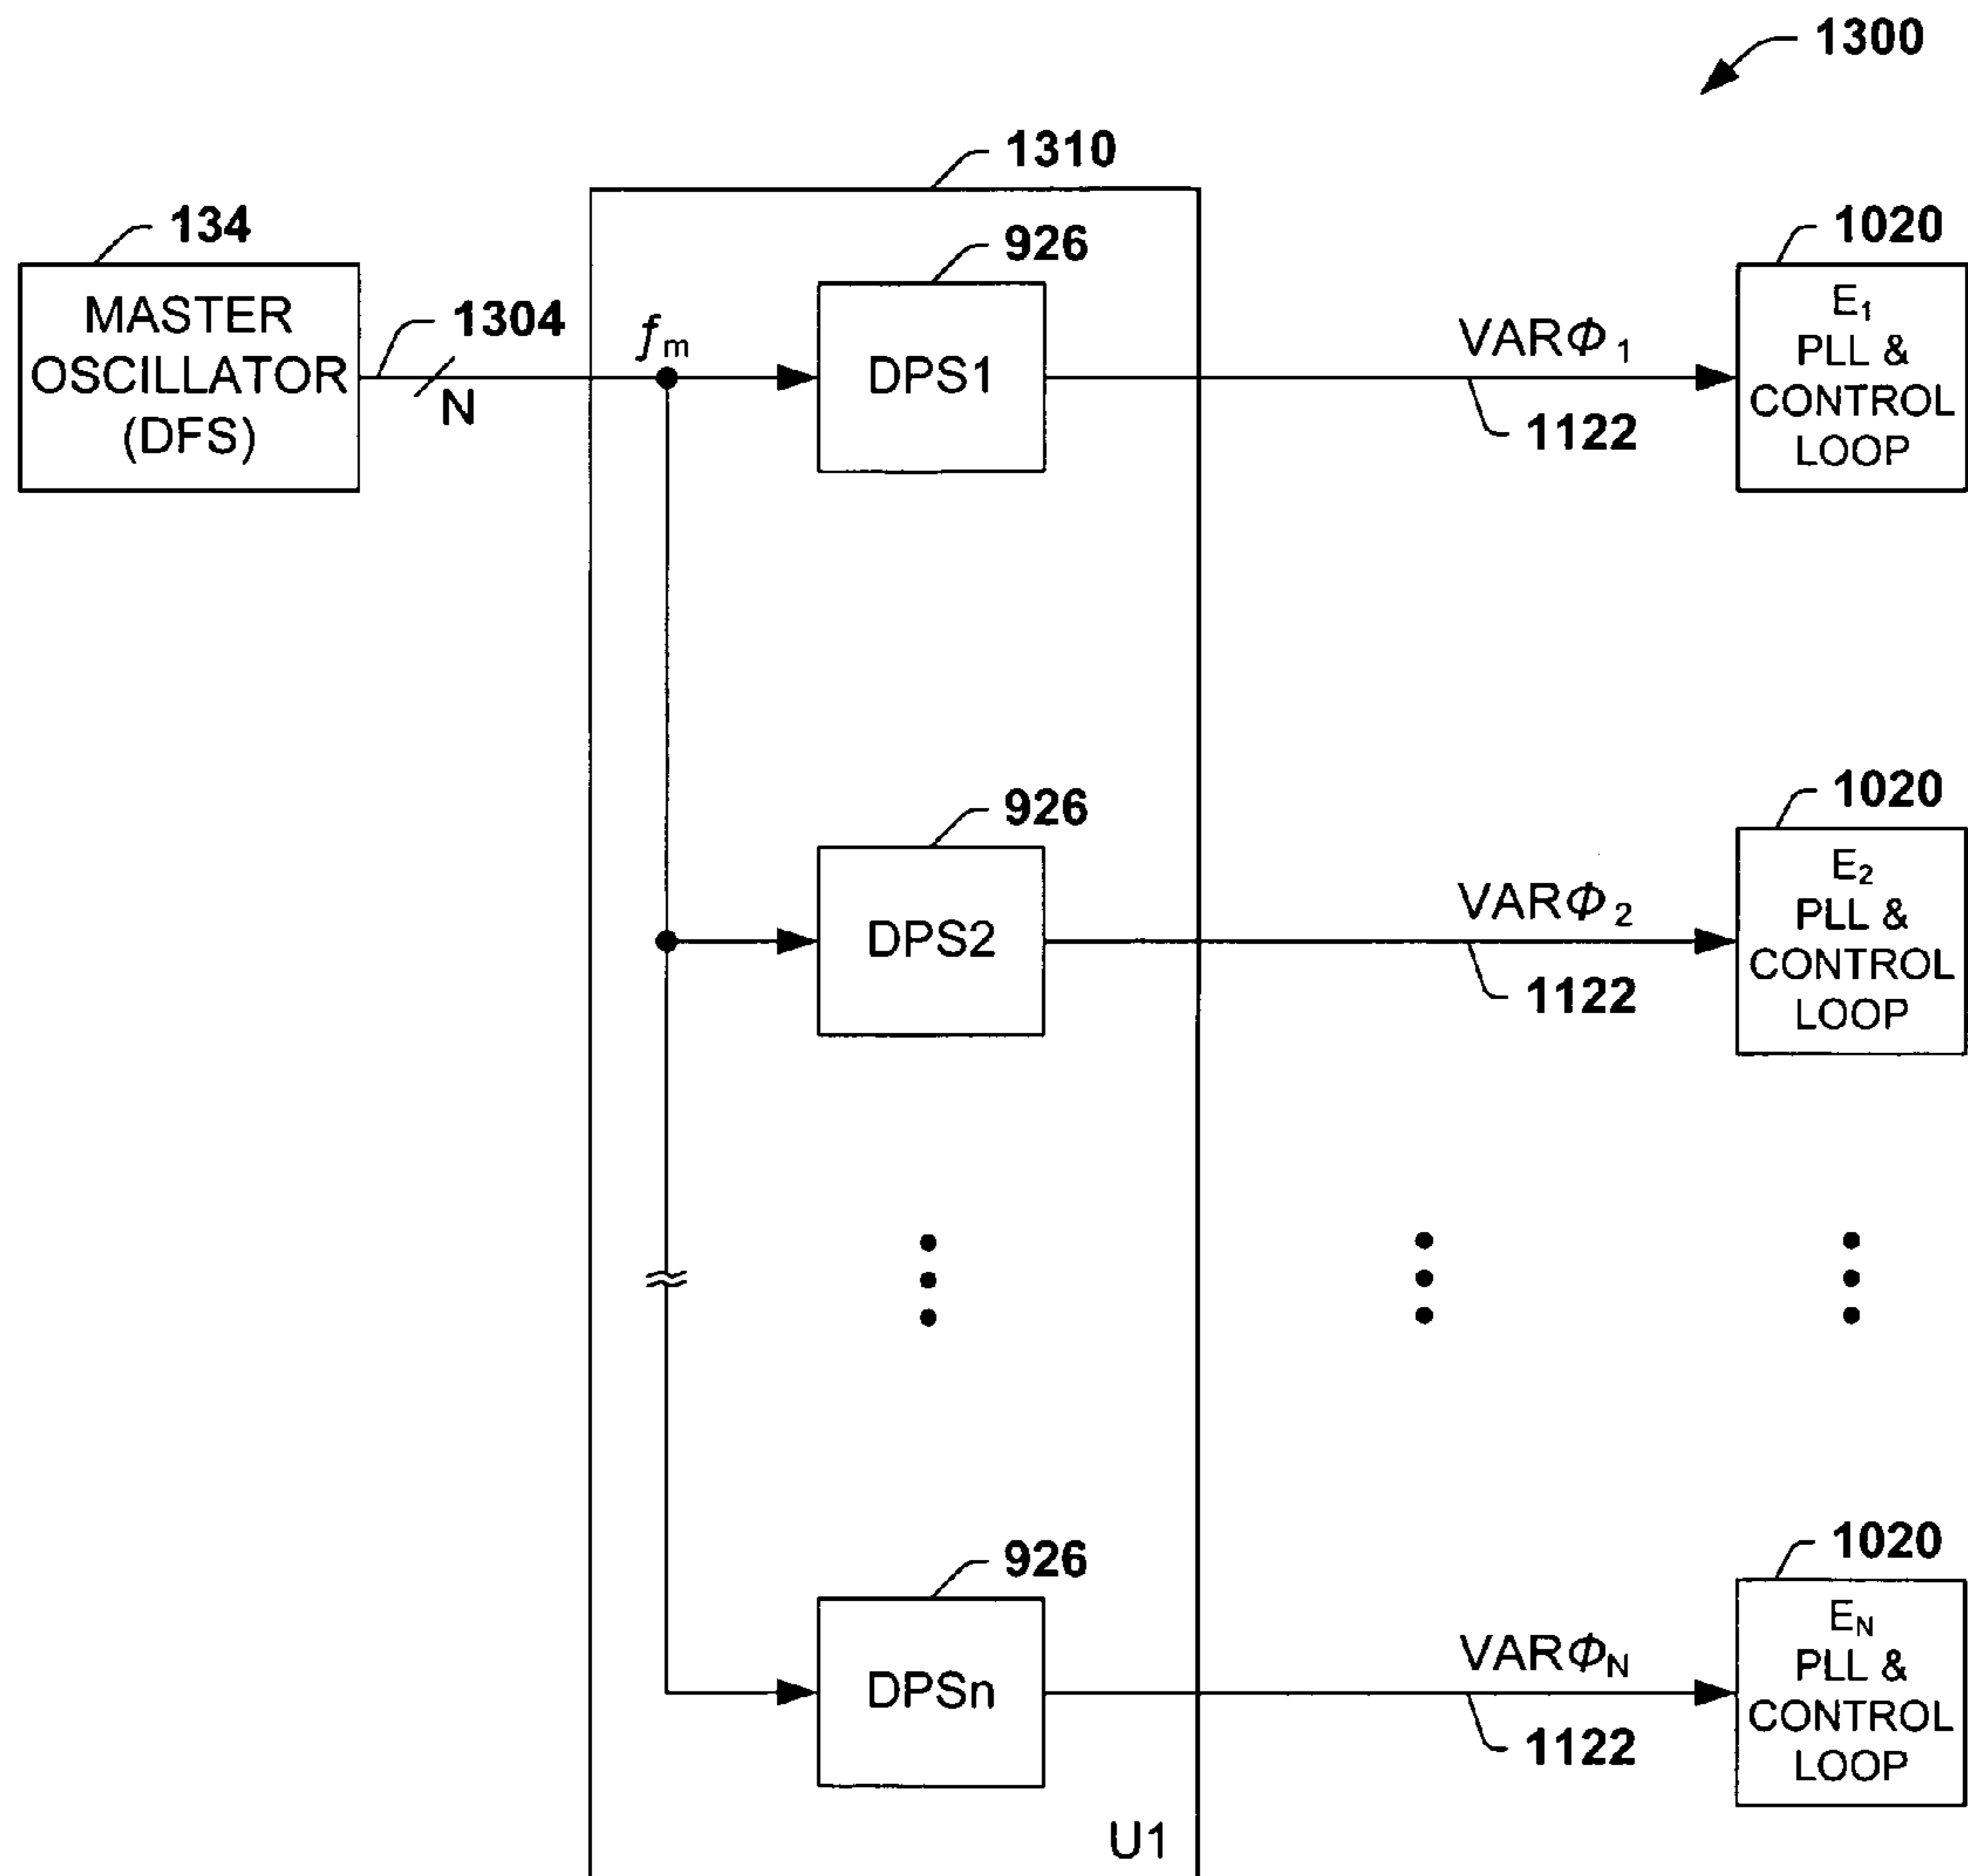 1300
1310
134
926
1020
MASTER
OSCILLATOR
(DFS)
1304
N
fm
DPS1
VARΦ1
1122
E1
PLL &
CONTROL
LOOP
926
1020
DPS2
VARΦ2
1122
E2
PLL &
CONTROL
LOOP
926
1020
DPSn
VARΦN
1122
EN
PLL &
CONTROL
LOOP
U1